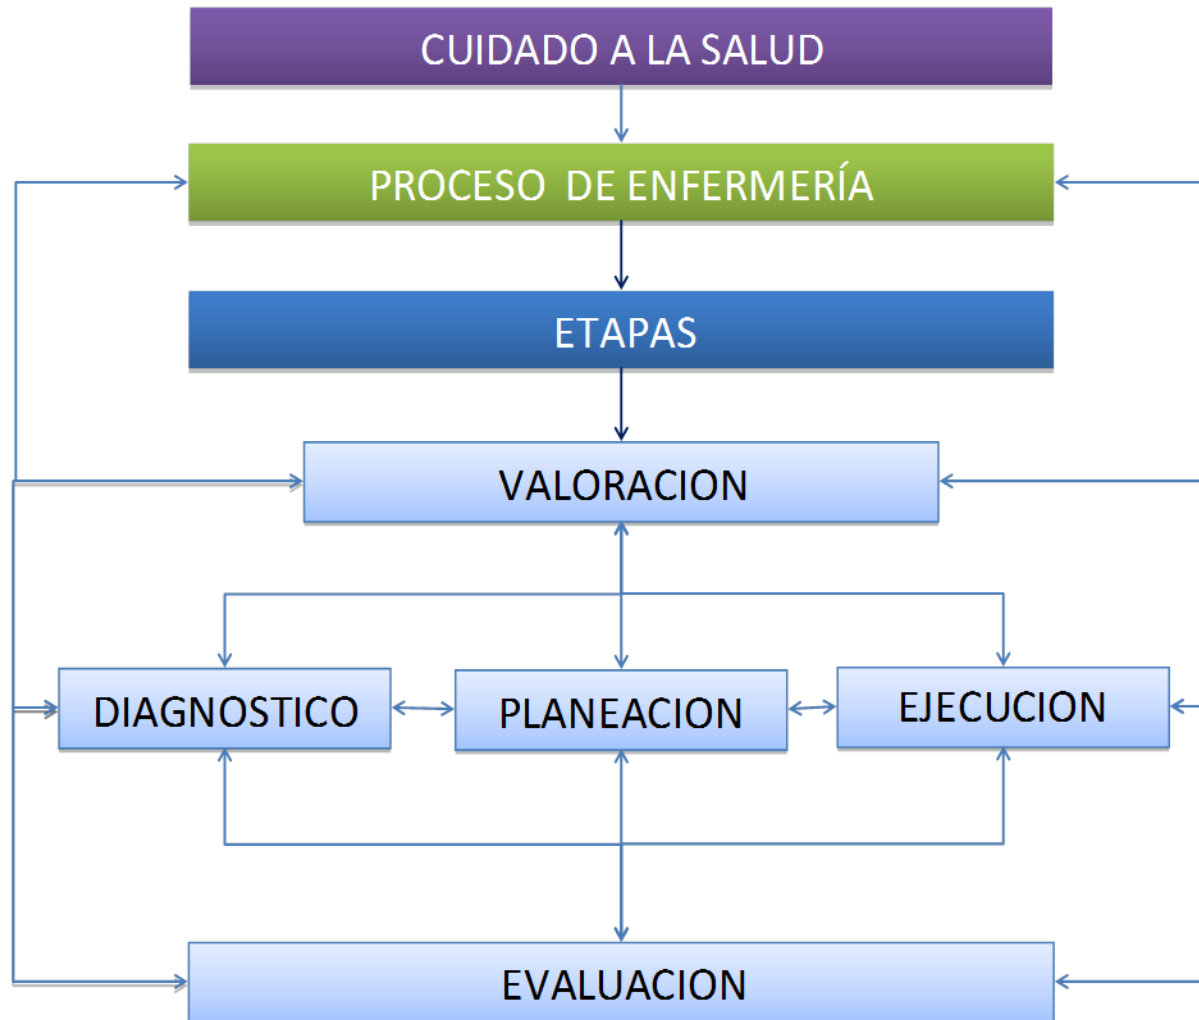 CUIDADO A LA SALUD
PROCESO DE ENFERMERÍA
ETAPAS
VALORACION
DIAGNOSTICO
PLANEACION
EJECUCION
EVALUACION